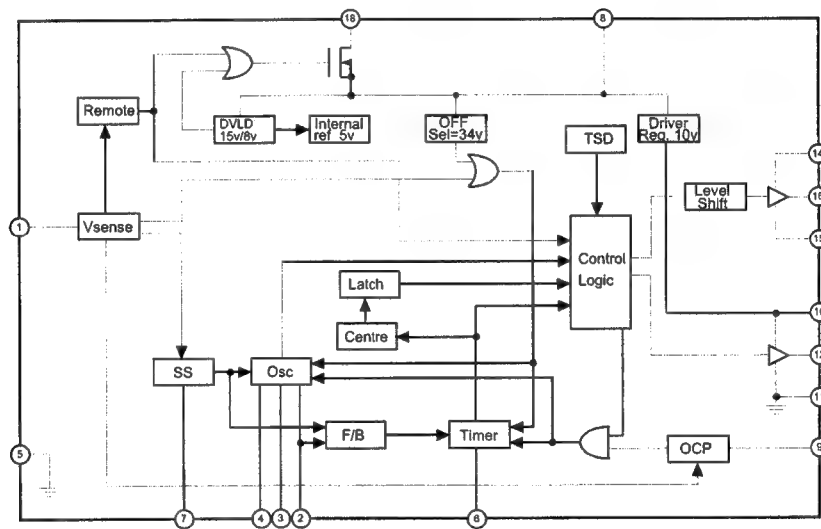 18
8
Remote
DVLD
15v/8v
Internal
ref 5v
OFF
Sel=34v
TSD
Driver
Reg. 10v
14
Level
Shift
16
15
1
Vsense
Control
Logic
Latch
Centre
10
12
SS
Osc
11
F/B
Timer
OCP
9
5
7
4
3
2
6